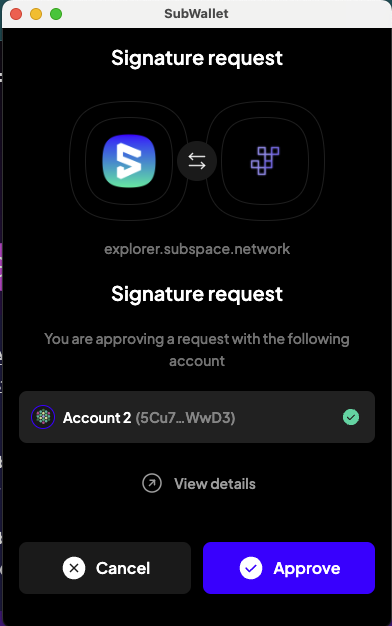 SubWallet
Signature request
explorer.subspace.network
Signature request
You are approving a request with the following
account
Account 2 (5Cu7...WwD3)
View details
Cancel
Approve